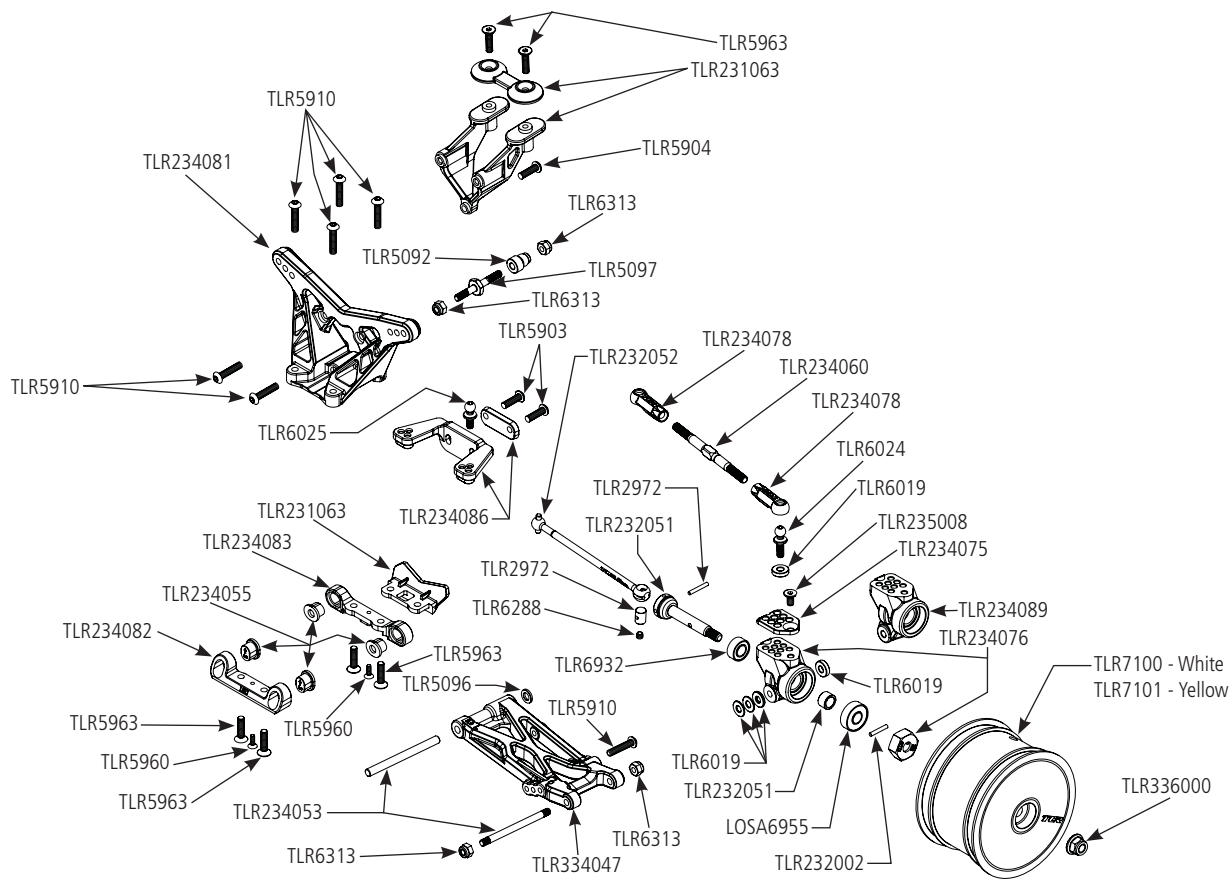 TLR5963
TLR231063
TLR5910
TLR5904
TLR234081
TLR6313
TLR5092
TLR5097
TLR6313
TLR5903
TLR232052
TLR234078
TLR234060
TLR5910
TLR234078
TLR6025
TLR6024
TLR2972
TLR6019
TLR231063
TLR234086
TLR232051
TLR235008
TLR234083
TLR234075
TLR2972
TLR234055
TLR6288
TLR234089
TLR234082
TLR234076
TLR5963
TLR6932
TLR7100 - White
TLR7101 - Yellow
TLR5096
TLR6019
TLR5963
TLR5960
TLR5910
TLR5960
TLR6019
TLR232051
TLR336000
TLR5963
TLR234053
LOSA6955
TLR6313
TLR6313
TLR334047
TLR232002
TLR